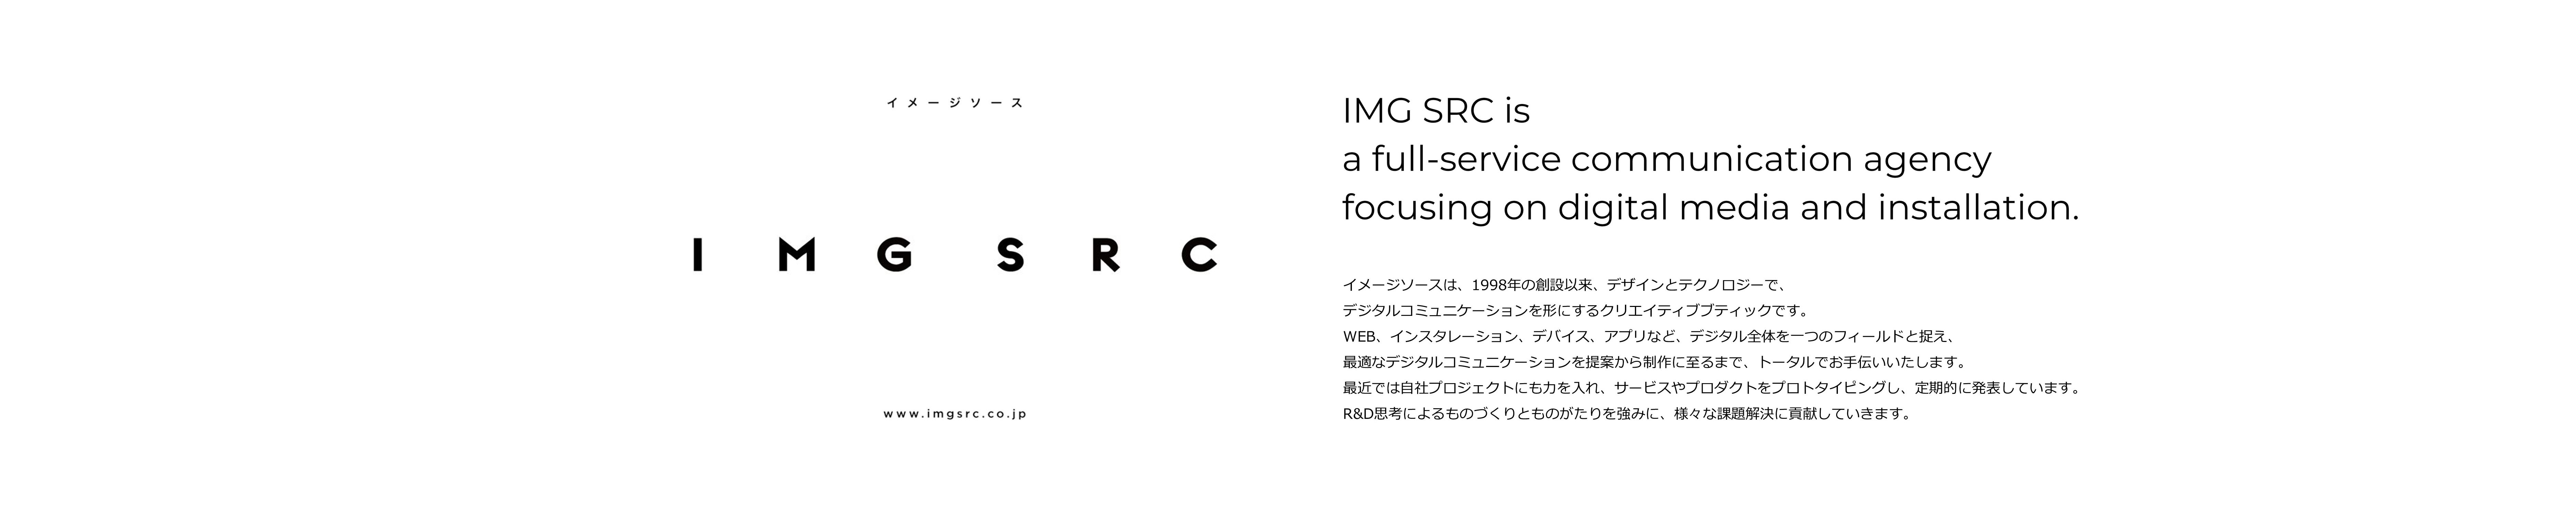 イメージソース
IMG SRC
www.imgsrc.co.jp
IMG SRC is
a full-service communication agency
focusing on digital media and installation.
イメージソースは、1998年の創設以来、デザインとテクノロジーで、
デジタルコミュニケーションを形にするクリエイティブブティックです。
WEB、インスタレーション、デバイス、アプリなど、デジタル全体を一つのフィールドと捉え、
最適なデジタルコミュニケーションを提案から制作に至るまで、トータルでお手伝いいたします。
最近では自社プロジェクトにも力を入れ、サービスやプロダクトをプロトタイピングし、定期的に発表しています。
R&D思考によるものづくりとものがたりを強みに、様々な課題解決に貢献していきます。